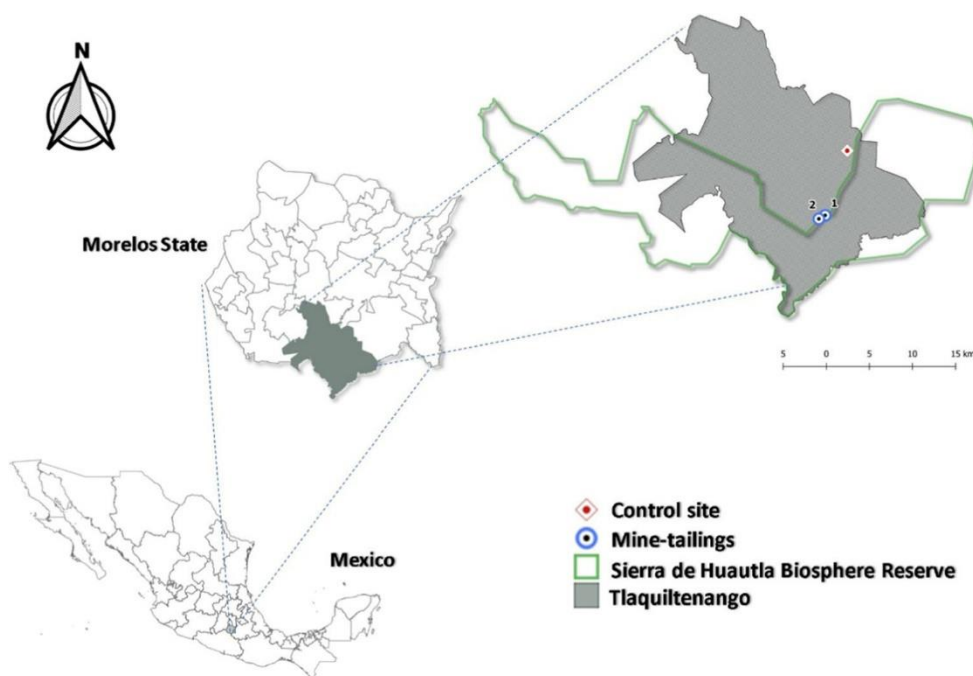 N
Morelos State
2 1
5 0 5 10 15 km
Mexico
Control site
Mine-tailings
Sierra de Huautla Biosphere Reserve
Tlaquiltenango